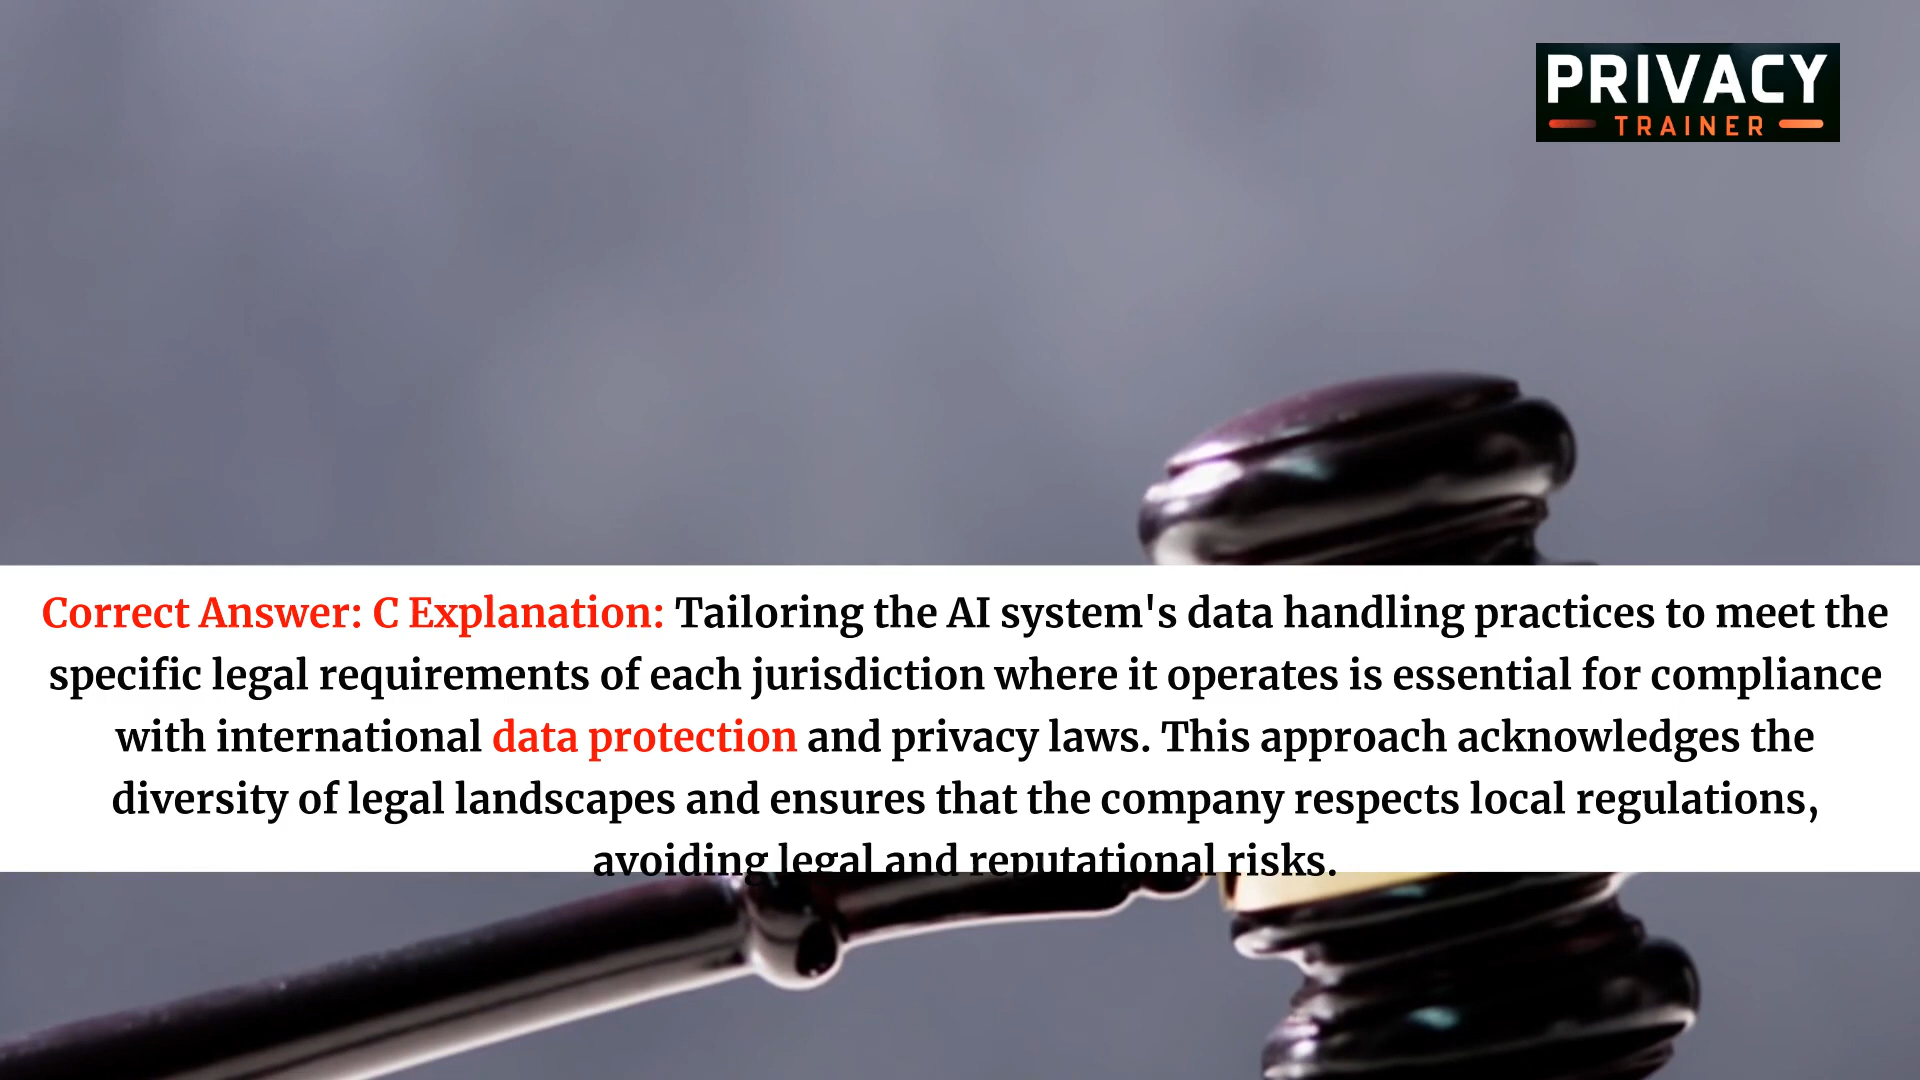 PRIVACY
TRAINER
Correct Answer: C Explanation: Tailoring the AI system's data handling practices to meet the
specific legal requirements of each jurisdiction where it operates is essential for compliance
with international data protection and privacy laws. This approach acknowledges the
diversity of legal landscapes and ensures that the company respects local regulations,
avoiding legal and reputational risks.